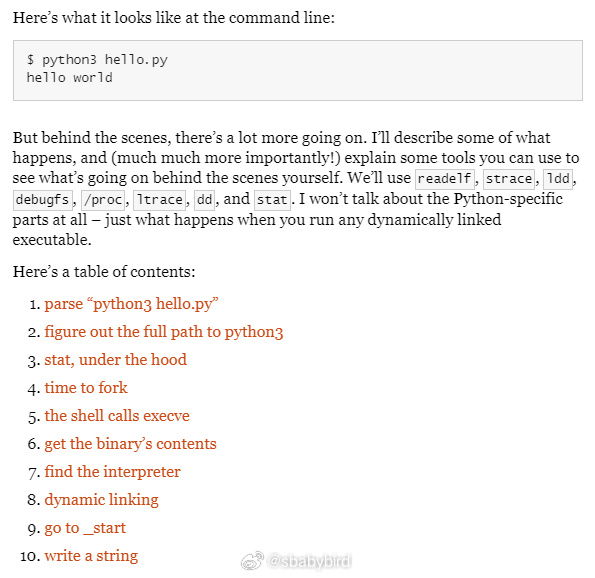 Here’s what it looks like at the command line:
$ python3 hello.py
hello world
But behind the scenes, there’s a lot more going on. I’ll describe some of what
happens, and (much much more importantly!) explain some tools you can use to
see what’s going on behind the scenes yourself. We’ll use readelf, strace, ldd,
debugfs, /proc, ltrace, dd, and stat. I won’t talk about the Python-specific
parts at all – just what happens when you run any dynamically linked
executable.
Here’s a table of contents:
1. parse “python3 hello.py”
2. figure out the full path to python3
3. stat, under the hood
4. time to fork
5. the shell calls execve
6. get the binary’s contents
7. find the interpreter
8. dynamic linking
9. go to _start
10. write a string
@sbabybird